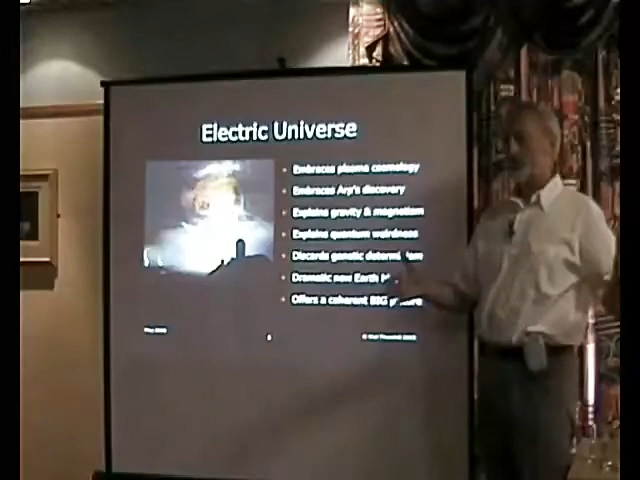 Electric Universe
• Embraces plasma cosmology
• Embraces Arp's discovery
• Explains gravity & magnetism
• Explains quantum weirdness
• Discards genetic
• Dramatic new Earth
• Offers a coherent BIG